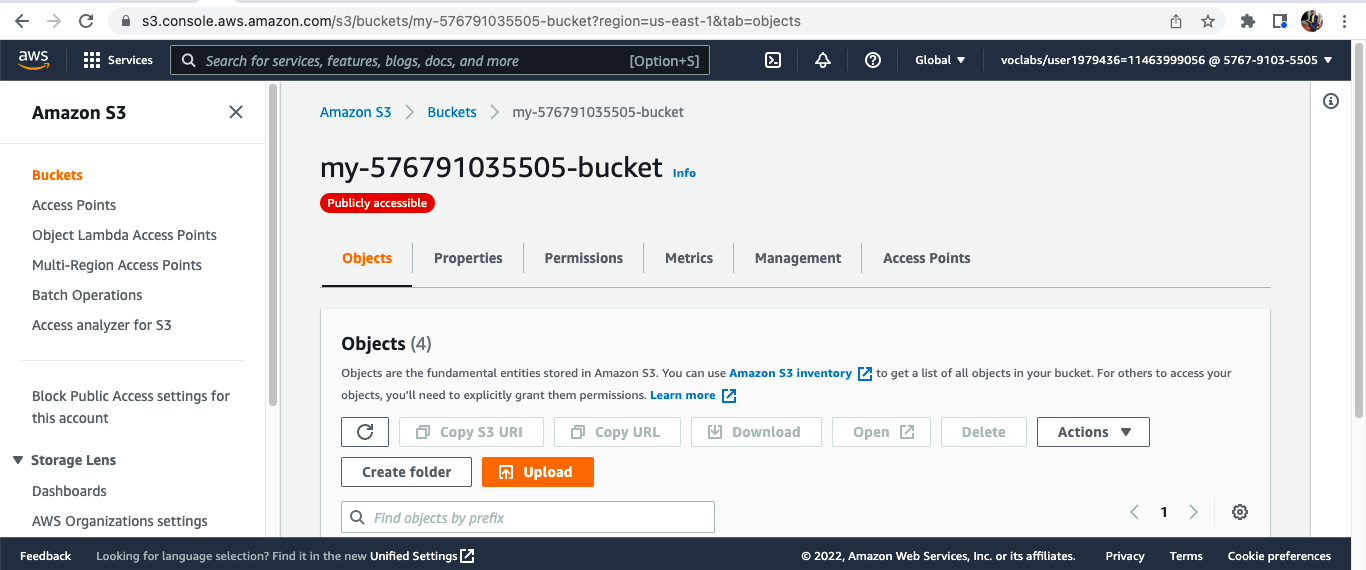 s3.console.aws.amazon.com/s3/buckets/my-576791035505-bucket?region=us-east-1&tab=objects
aws Services Search for services, features, blogs, docs, and more [Option+S] Global voclabs/user1979436=11463999056 @ 5767-9103-5505
Amazon S3
Buckets
Access Points
Object Lambda Access Points
Multi-Region Access Points
Batch Operations
Access analyzer for S3
Block Public Access settings for
this account
Storage Lens
Dashboards
AWS Organizations settings
Amazon S3 Buckets my-576791035505-bucket
my-576791035505-bucket Info
Publicly accessible
Objects Properties Permissions Metrics Management Access Points
Objects (4)
Objects are the fundamental entities stored in Amazon S3. You can use Amazon S3 inventory to get a list of all objects in your bucket. For others to access your
objects, you'll need to explicitly grant them permissions. Learn more
Copy S3 URI Copy URL Download Open Delete Actions
Create folder Upload
Find objects by prefix 1
Feedback Looking for language selection? Find it in the new Unified Settings © 2022, Amazon Web Services, Inc. or its affiliates. Privacy Terms Cookie preferences